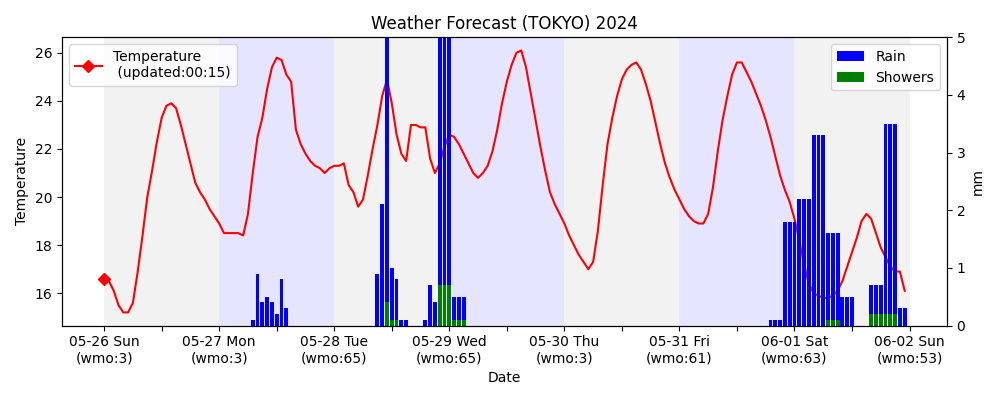 Weather Forecast (TOKYO) 2024
Temperature
(updated:00:15)
Rain
Showers
26
24
22
20
18
16
Temperature
5
4
3
2
1
0
mm
05-26 Sun
(wmo:3)
05-27 Mon
(wmo:3)
05-28 Tue
(wmo:65)
05-29 Wed
(wmo:65)
05-30 Thu
(wmo:3)
05-31 Fri
(wmo:61)
06-01 Sat
(wmo:63)
06-02 Sun
(wmo:53)
Date